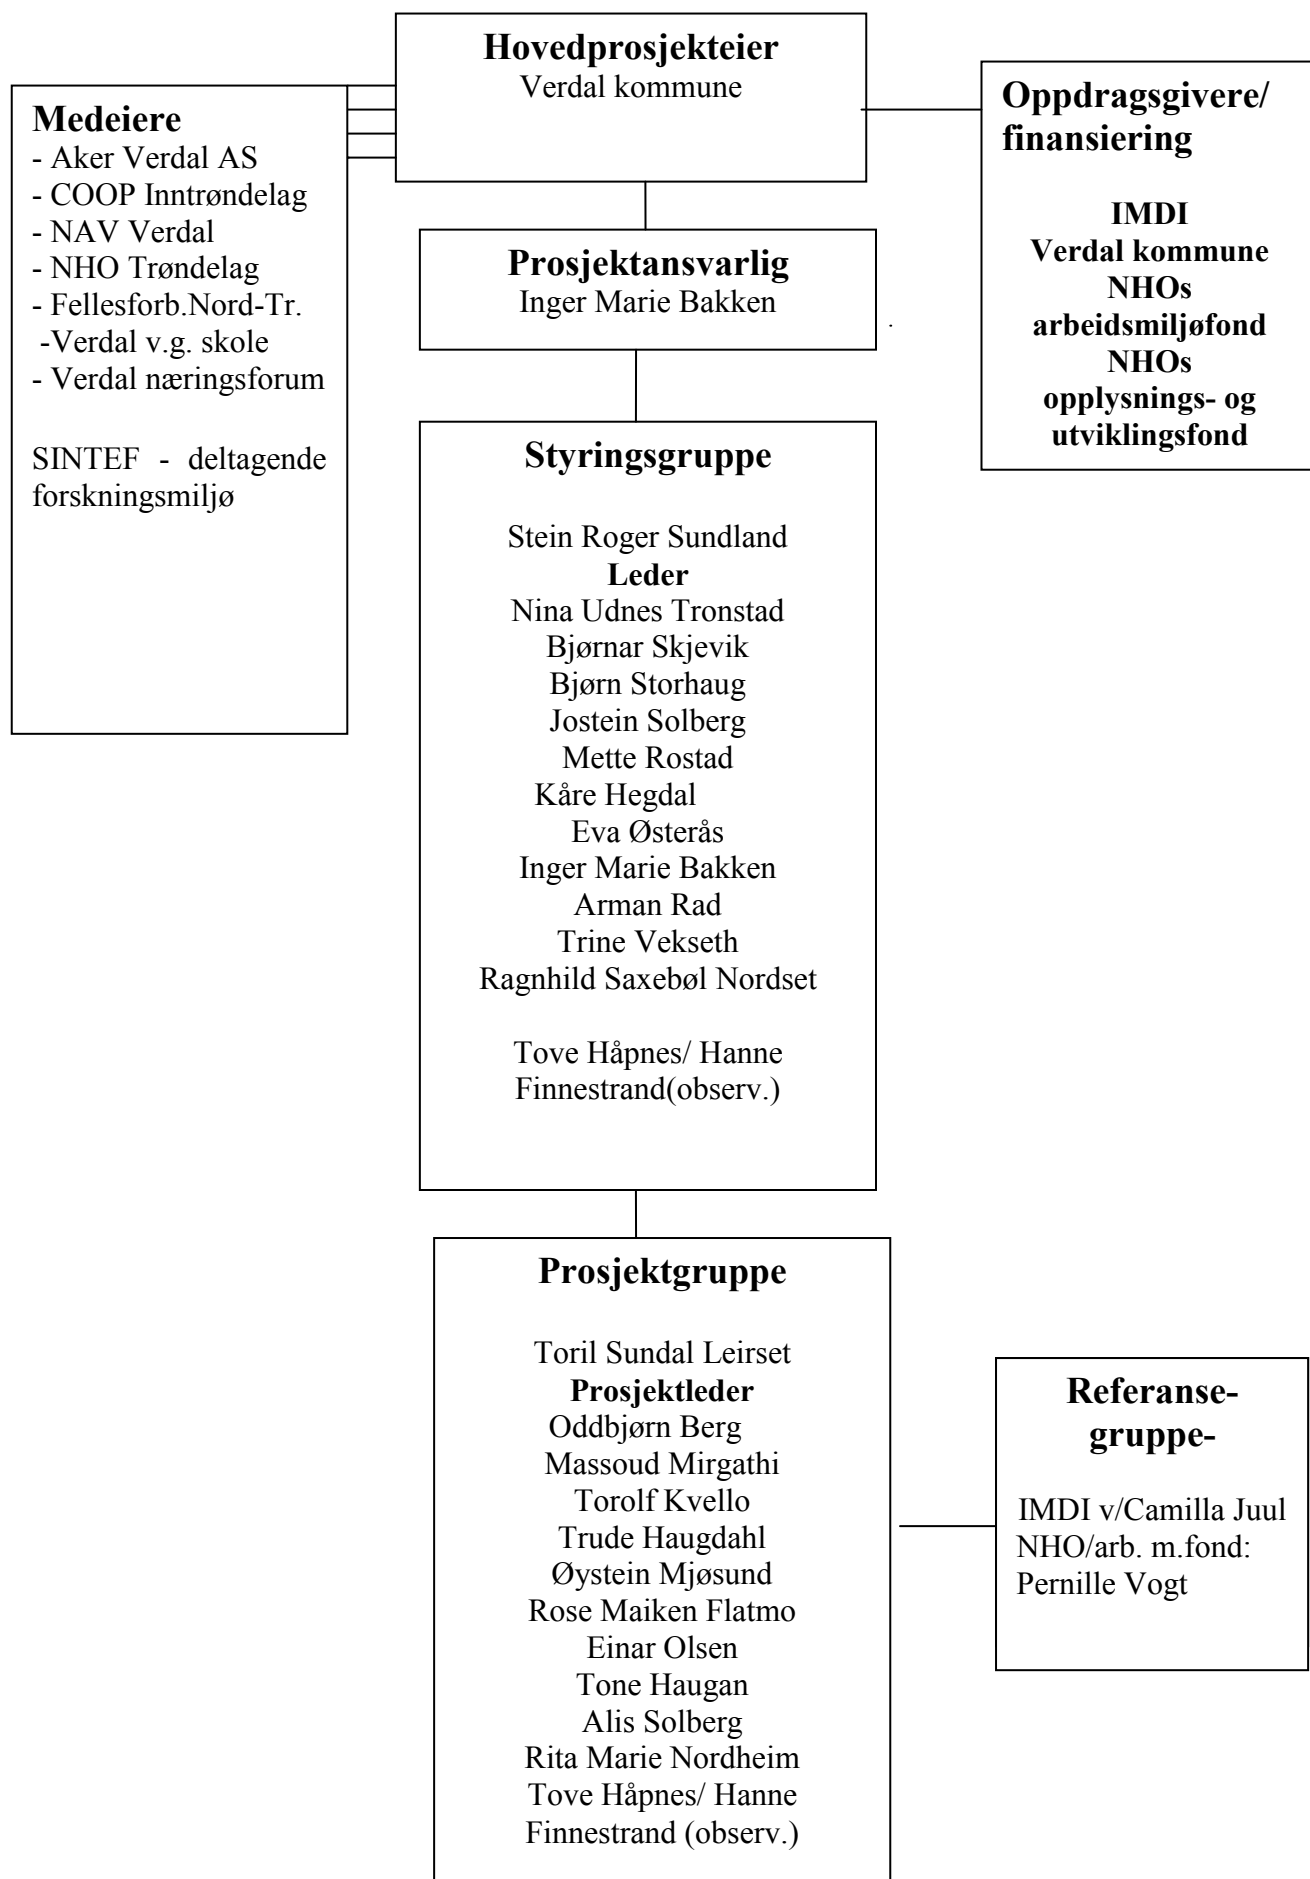 Hovedprosjekteier
Verdal kommune
Medeiere
- Aker Verdal AS
- COOP Inntrøndelag
- NAV Verdal
- NHO Trøndelag
- Fellesforb.Nord-Tr.
-Verdal v.g. skole
- Verdal næringsforum
SINTEF - deltagende
forskningsmiljø
Oppdragsgivere/
finansiering
IMDI
Verdal kommune
NHOs
arbeidsmiljøfond
NHOs
opplysnings- og
utviklingsfond
Prosjektansvarlig
Inger Marie Bakken
.
Styringsgruppe
Stein Roger Sundland
Leder
Nina Udnes Tronstad
Bjørnar Skjevik
Bjørn Storhaug
Jostein Solberg
Mette Rostad
Kåre Hegdal
Eva Østerås
Inger Marie Bakken
Arman Rad
Trine Vekseth
Ragnhild Saxebøl Nordset
Tove Håpnes/ Hanne
Finnestrand(observ.)
Prosjektgruppe
Toril Sundal Leirset
Prosjektleder
Oddbjørn Berg
Massoud Mirgathi
Torolf Kvello
Trude Haugdahl
Øystein Mjøsund
Rose Maiken Flatmo
Einar Olsen
Tone Haugan
Alis Solberg
Rita Marie Nordheim
Tove Håpnes/ Hanne
Finnestrand (observ.)
Referanse-
gruppe-
IMDI v/Camilla Juul
NHO/arb. m.fond:
Pernille Vogt